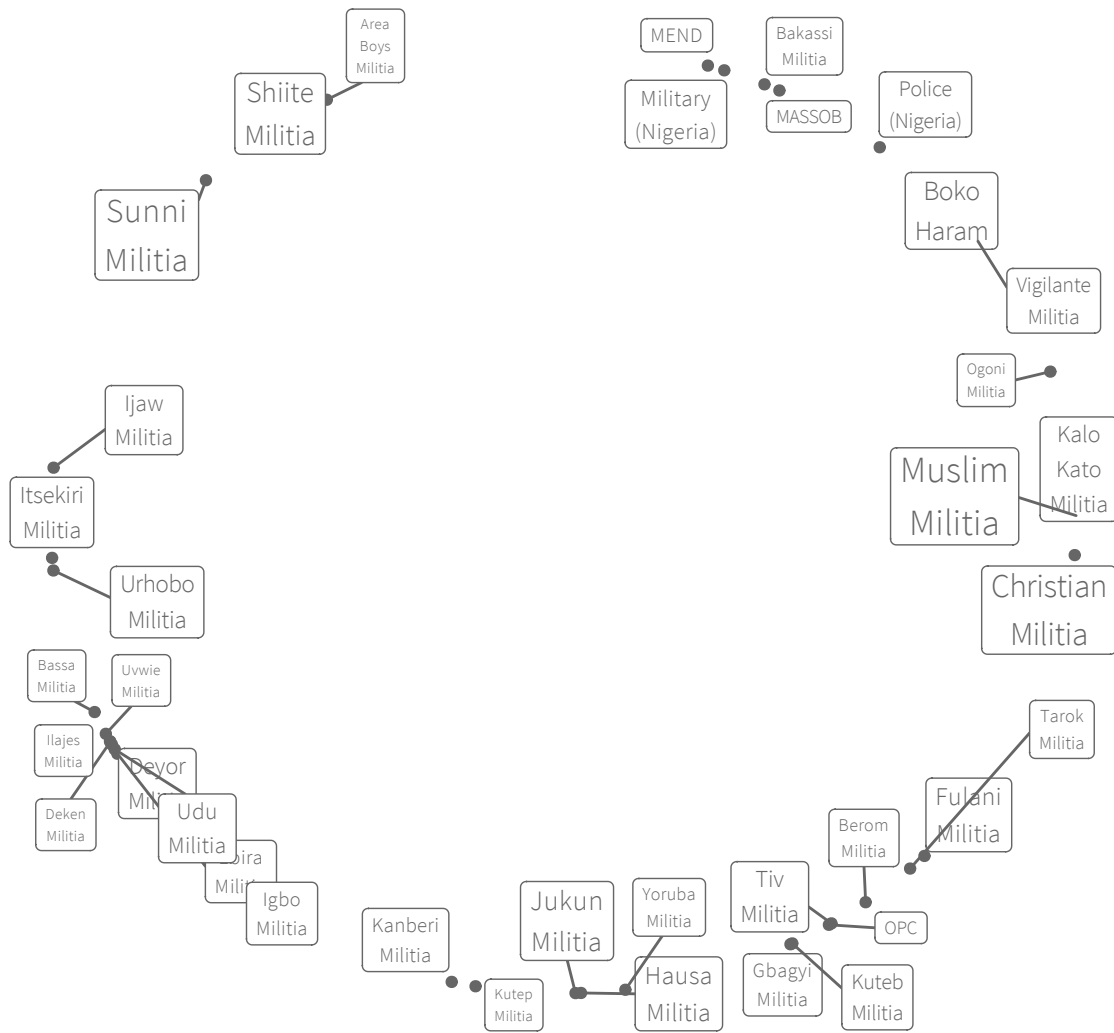 Area
Boys
Militia
MEND
Bakassi
Militia
Shiite
Militia
Military
(Nigeria)
MASSOB
Police
(Nigeria)
Sunni
Militia
Boko
Haram
Vigilante
Militia
Ogoni
Militia
Ijaw
Militia
Kalo
Kato
Militia
Muslim
Militia
Itsekiri
Militia
Urhobo
Militia
Christian
Militia
Bassa
Militia
Uvwie
Militia
Ilajes
Militia
Deyor
Deken
Militia
Udu
Militia
Igbo
Militia
Tarok
Militia
Fulani
Militia
Berom
Militia
Tiv
Militia
OPC
Jukun
Militia
Yoruba
Militia
Kanberi
Militia
Kutep
Militia
Hausa
Militia
Gbagyi
Militia
Kuteb
Militia